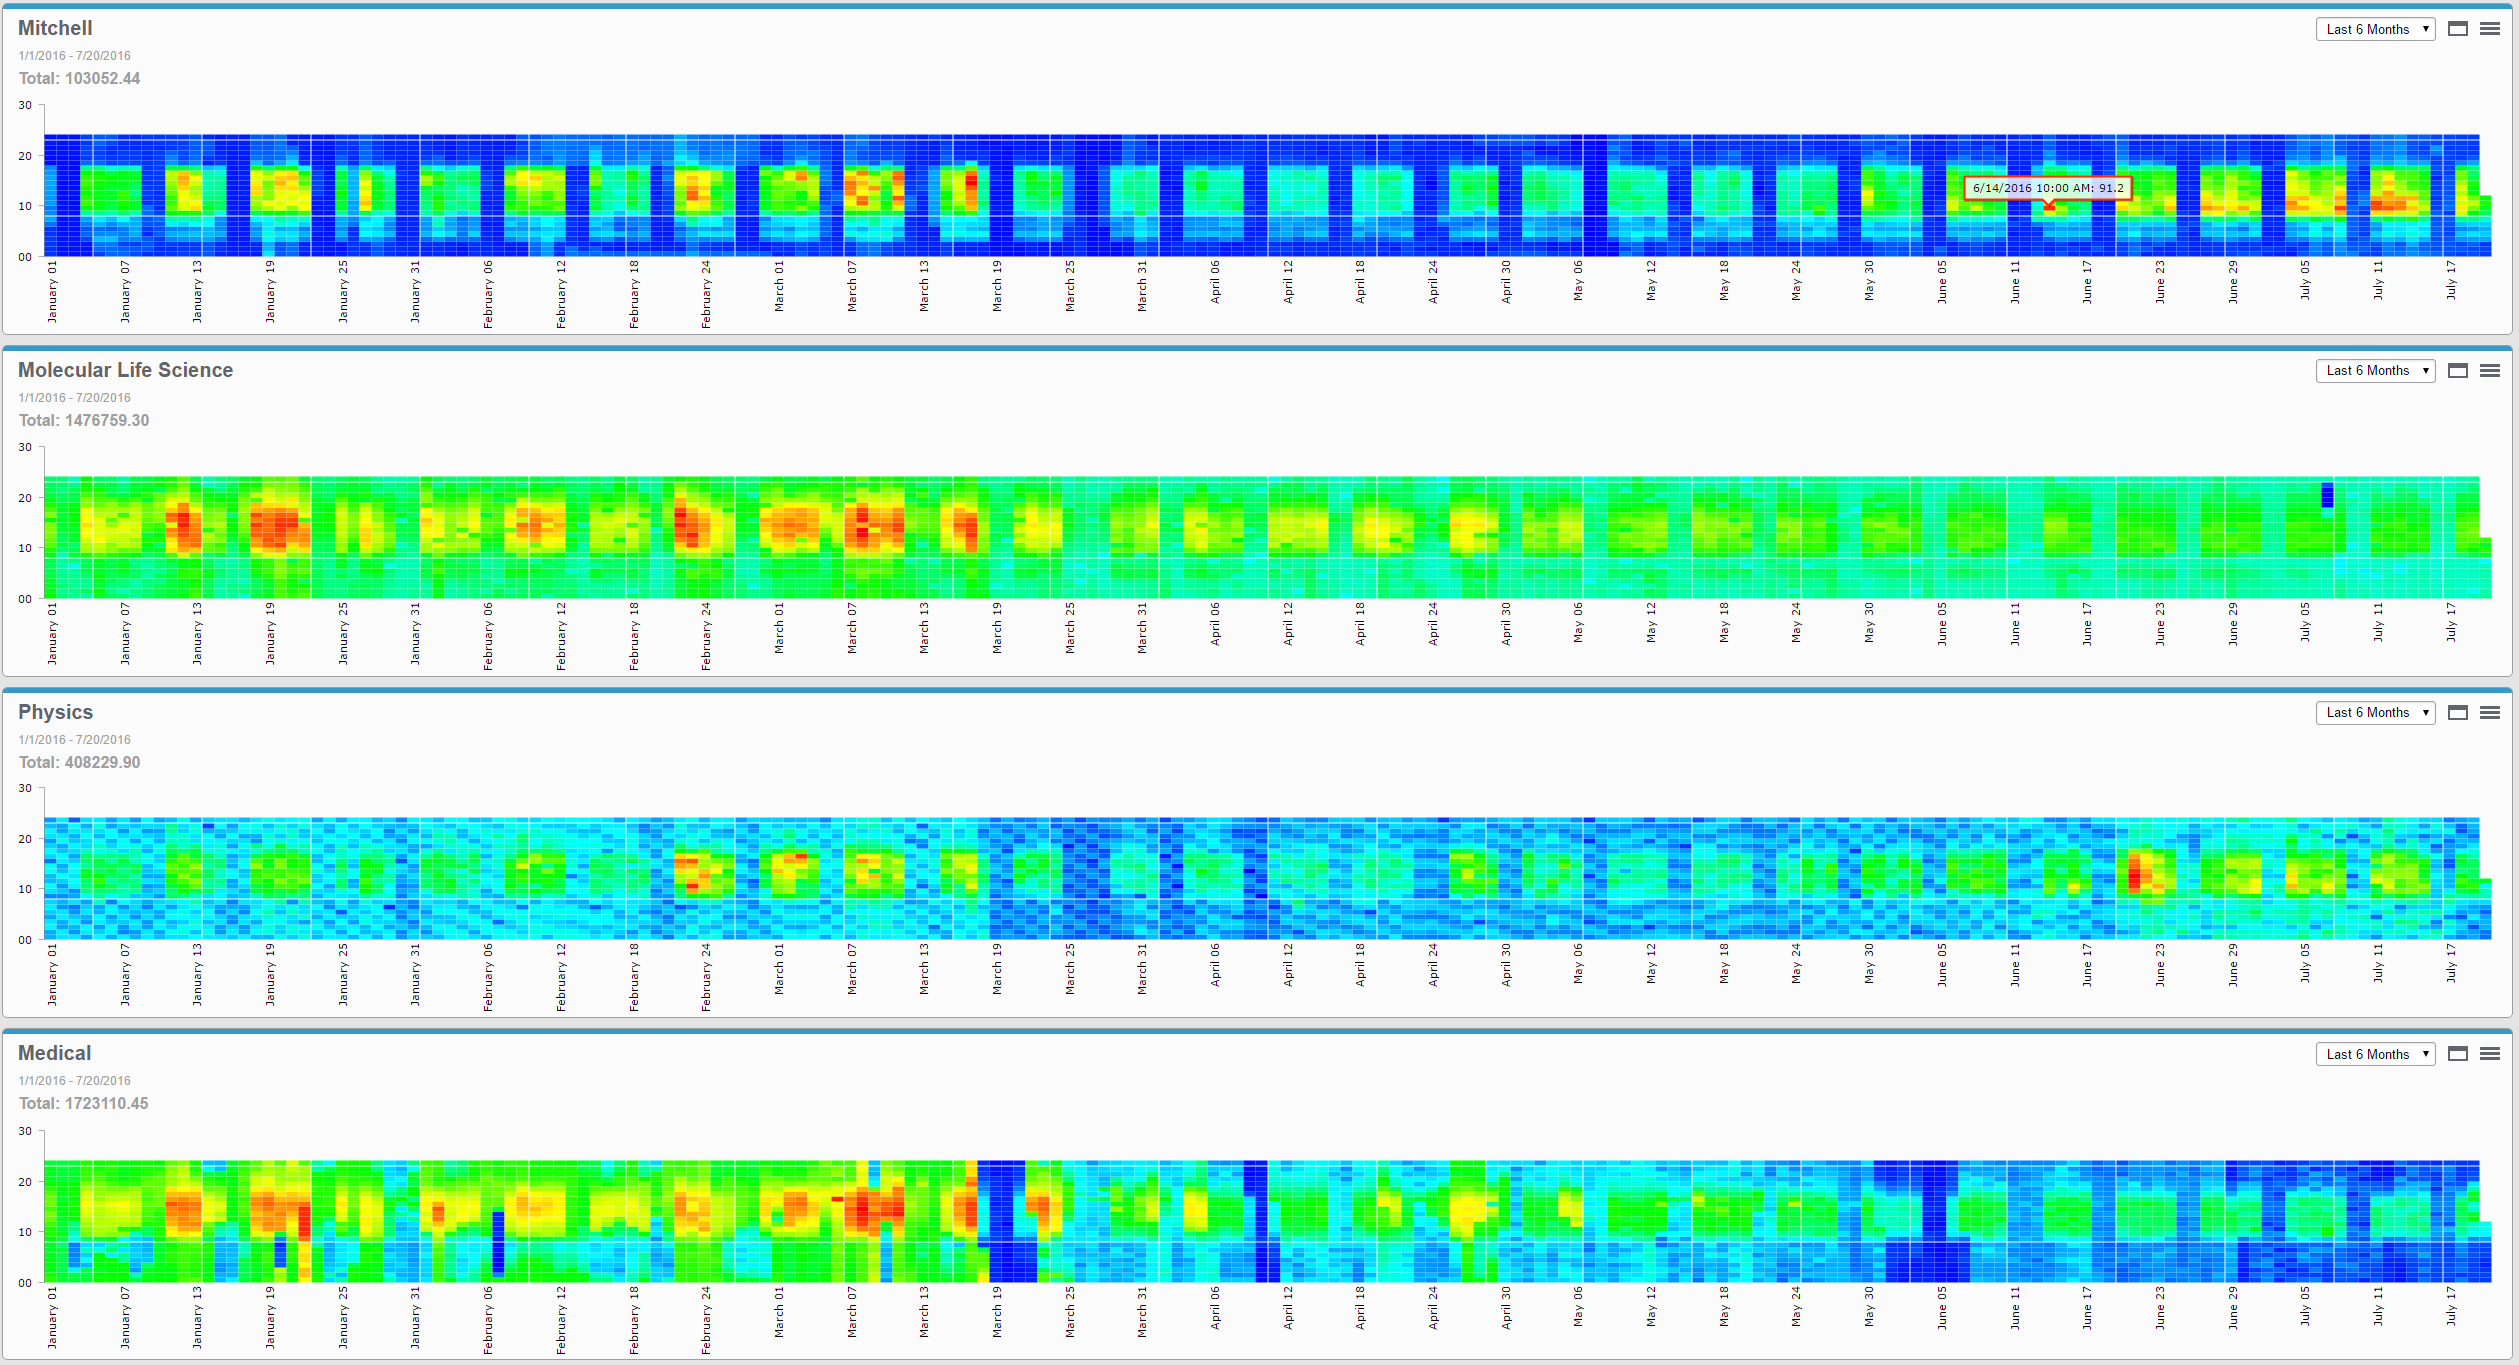 Mitchell
Last 6 Months
1/1/2016 - 7/20/2016
Total: 103052.44
30
20
10
00
6/14/2016 10:00 AM: 91.2
January 01
January 07
January 13
January 19
January 25
January 31
February 06
February 12
February 18
February 24
March 01
March 07
March 13
March 19
March 25
March 31
April 06
April 12
April 18
April 24
April 30
May 06
May 12
May 18
May 24
May 30
June 05
June 11
June 17
June 23
June 29
July 05
July 11
July 17
Molecular Life Science
Last 6 Months
1/1/2016 - 7/20/2016
Total: 1476759.30
30
20
10
00
January 01
January 07
January 13
January 19
January 25
January 31
February 06
February 12
February 18
February 24
March 01
March 07
March 13
March 19
March 25
March 31
April 06
April 12
April 18
April 24
April 30
May 06
May 12
May 18
May 24
May 30
June 05
June 11
June 17
June 23
June 29
July 05
July 11
July 17
Physics
Last 6 Months
1/1/2016 - 7/20/2016
Total: 408229.90
30
20
10
00
January 01
January 07
January 13
January 19
January 25
January 31
February 06
February 12
February 18
February 24
March 01
March 07
March 13
March 19
March 25
March 31
April 06
April 12
April 18
April 24
April 30
May 06
May 12
May 18
May 24
May 30
June 05
June 11
June 17
June 23
June 29
July 05
July 11
July 17
Medical
Last 6 Months
1/1/2016 - 7/20/2016
Total: 1723110.45
30
20
10
00
January 01
January 07
January 13
January 19
January 25
January 31
February 06
February 12
February 18
February 24
March 01
March 07
March 13
March 19
March 25
March 31
April 06
April 12
April 18
April 24
April 30
May 06
May 12
May 18
May 24
May 30
June 05
June 11
June 17
June 23
June 29
July 05
July 11
July 17